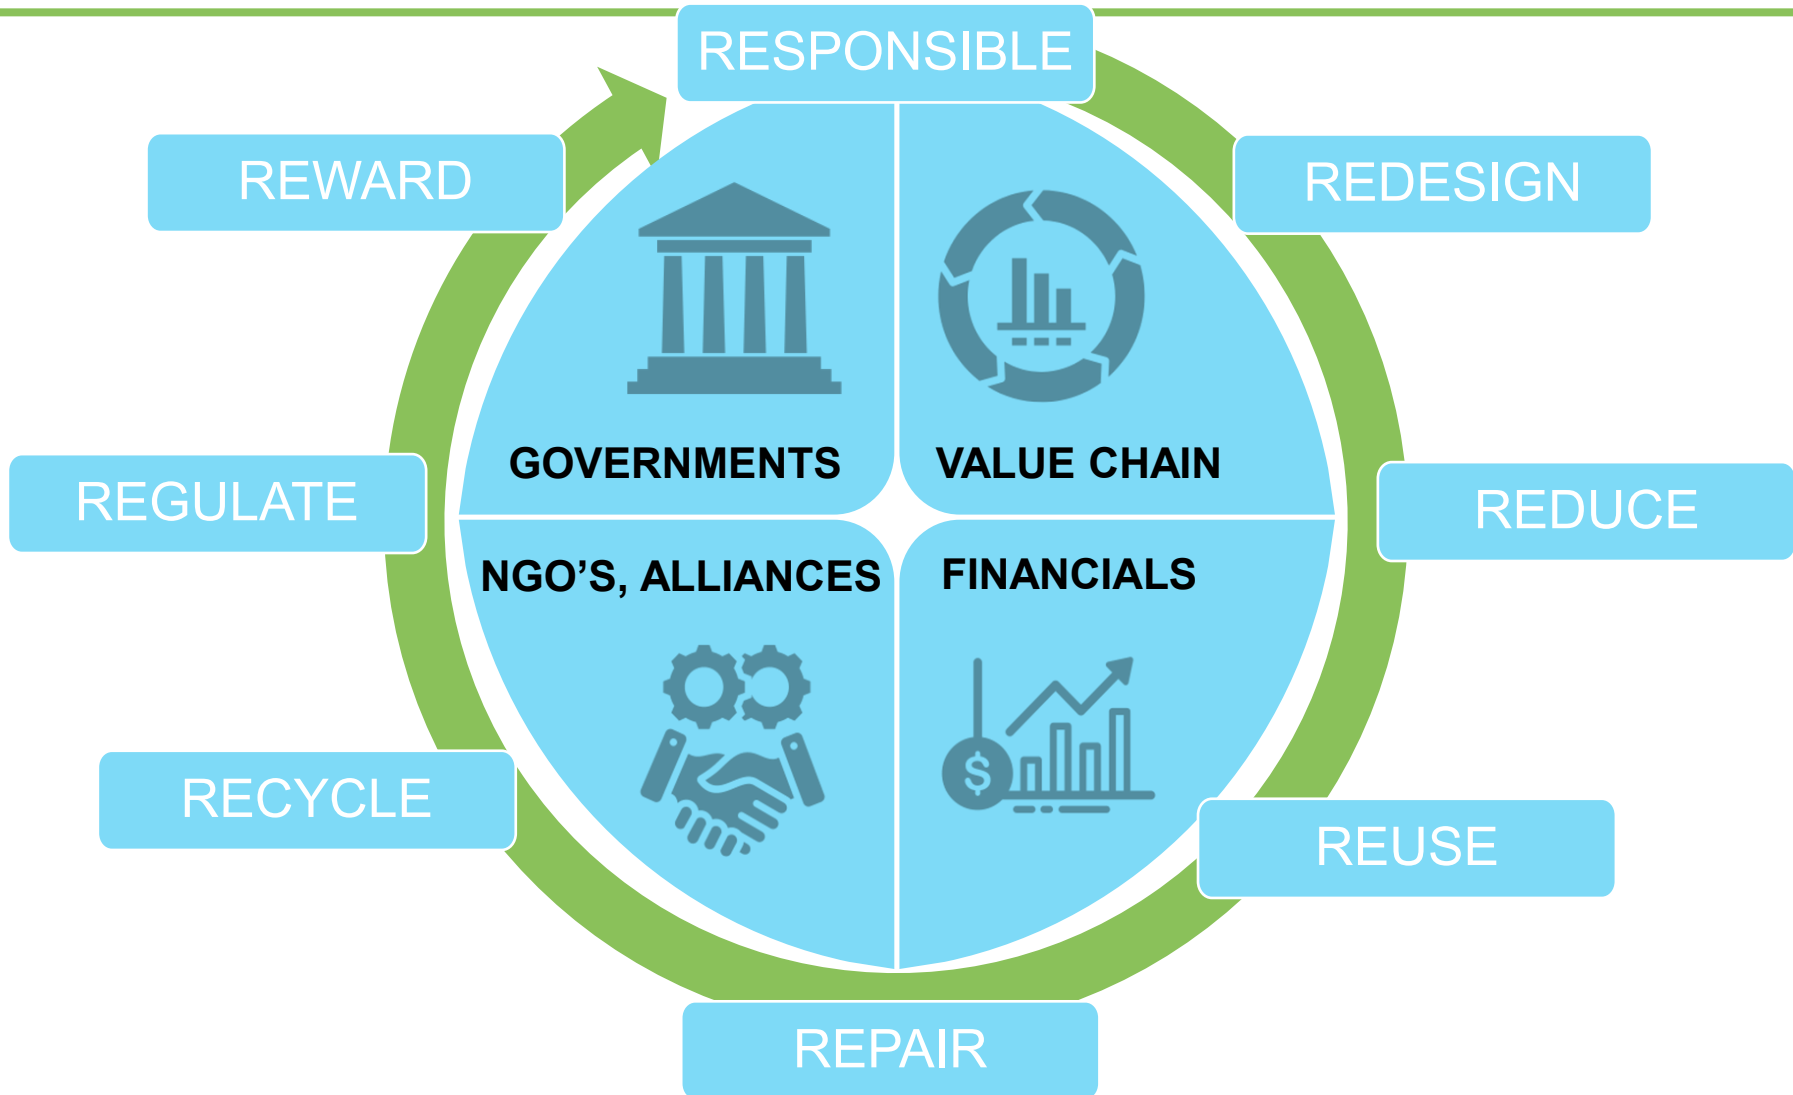 RESPONSIBLE
REWARD
REDESIGN
GOVERNMENTS
VALUE CHAIN
REGULATE
REDUCE
NGO’S, ALLIANCES
FINANCIALS
$
RECYCLE
REUSE
REPAIR